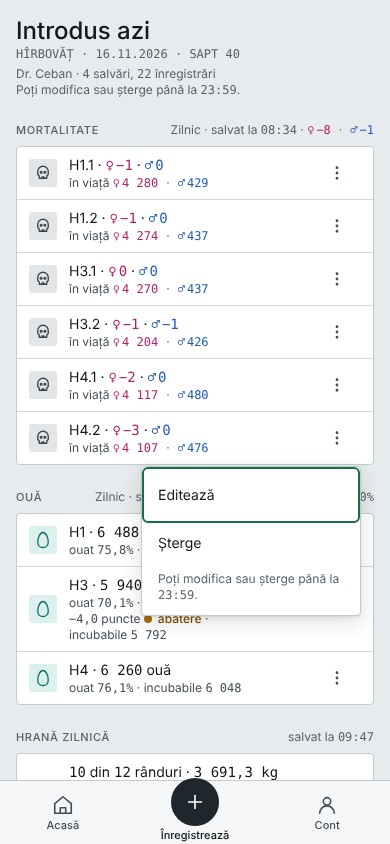 Introdus azi
HÎRBOVĂȚ · 16.11.2026 · SAPT 40
Dr. Ceban · 4 salvări, 22 înregistrări
Poți modifica sau șterge până la 23:59.
MORTALITATE Zilnic · salvat la 08:34 · ♀−8 · ♂−1
H1.1 · ♀−1 · ♂0
în viață ♀4 280 · ♂429
H1.2 · ♀−1 · ♂0
în viață ♀4 274 · ♂437
H3.1 · ♀0 · ♂0
în viață ♀4 270 · ♂437
H3.2 · ♀−1 · ♂−1
în viață ♀4 204 · ♂426
H4.1 · ♀−2 · ♂0
în viață ♀4 117 · ♂480
H4.2 · ♀−3 · ♂0
în viață ♀4 107 · ♂476
OUĂ Zilnic · 0%
Editează
Șterge
Poți modifica sau șterge până la
23:59.
H1 · 6 488
ouat 75,8% ·
H3 · 5 940
ouat 70,1% ·
−4,0 puncte abatere ·
incubabile 5 792
H4 · 6 260 ouă
ouat 76,1% · incubabile 6 048
HRANĂ ZILNICĂ salvat la 09:47
10 din 12 rânduri · 3 691,3 kg
Acasă
Înregistrează
Cont